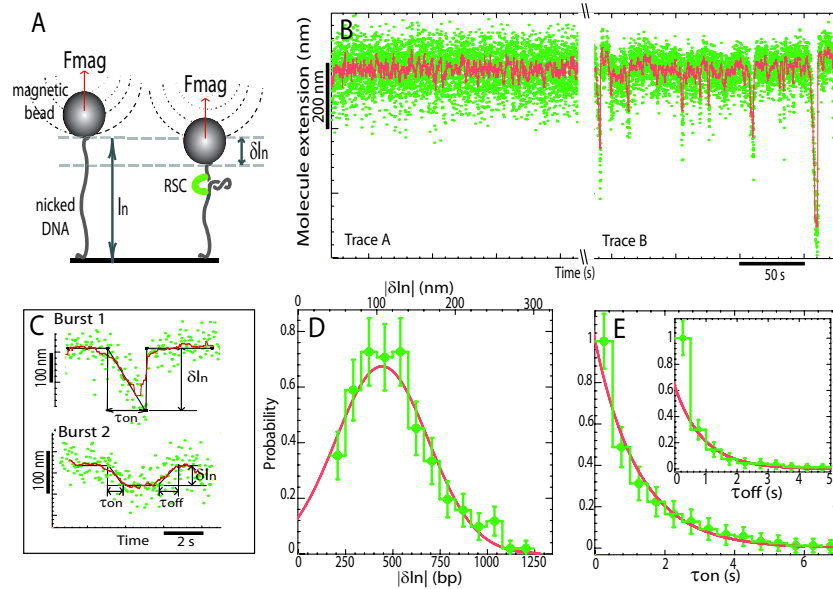 A
Fmag
magnetic
bead
Fmag
δln
RSC
nicked
DNA
ln
B
Molecule extension (nm)
200 nm
Trace A
Trace B
Time (s)
50 s
C
Burst 1
100 nm
δln
τon
Burst 2
100 nm
δln
τon
τoff
Time
2 s
|δln| (nm)
0 100 200 300
D
Probability
0.8
0.6
0.4
0.2
0
0 250 500 750 1000 1250
|δln| (bp)
E
1
0.8
0.6
0.4
0.2
0
0 2 4 6
τon (s)
1
0.8
0.6
0.4
0.2
0
0 1 2 3 4 5
τoff (s)